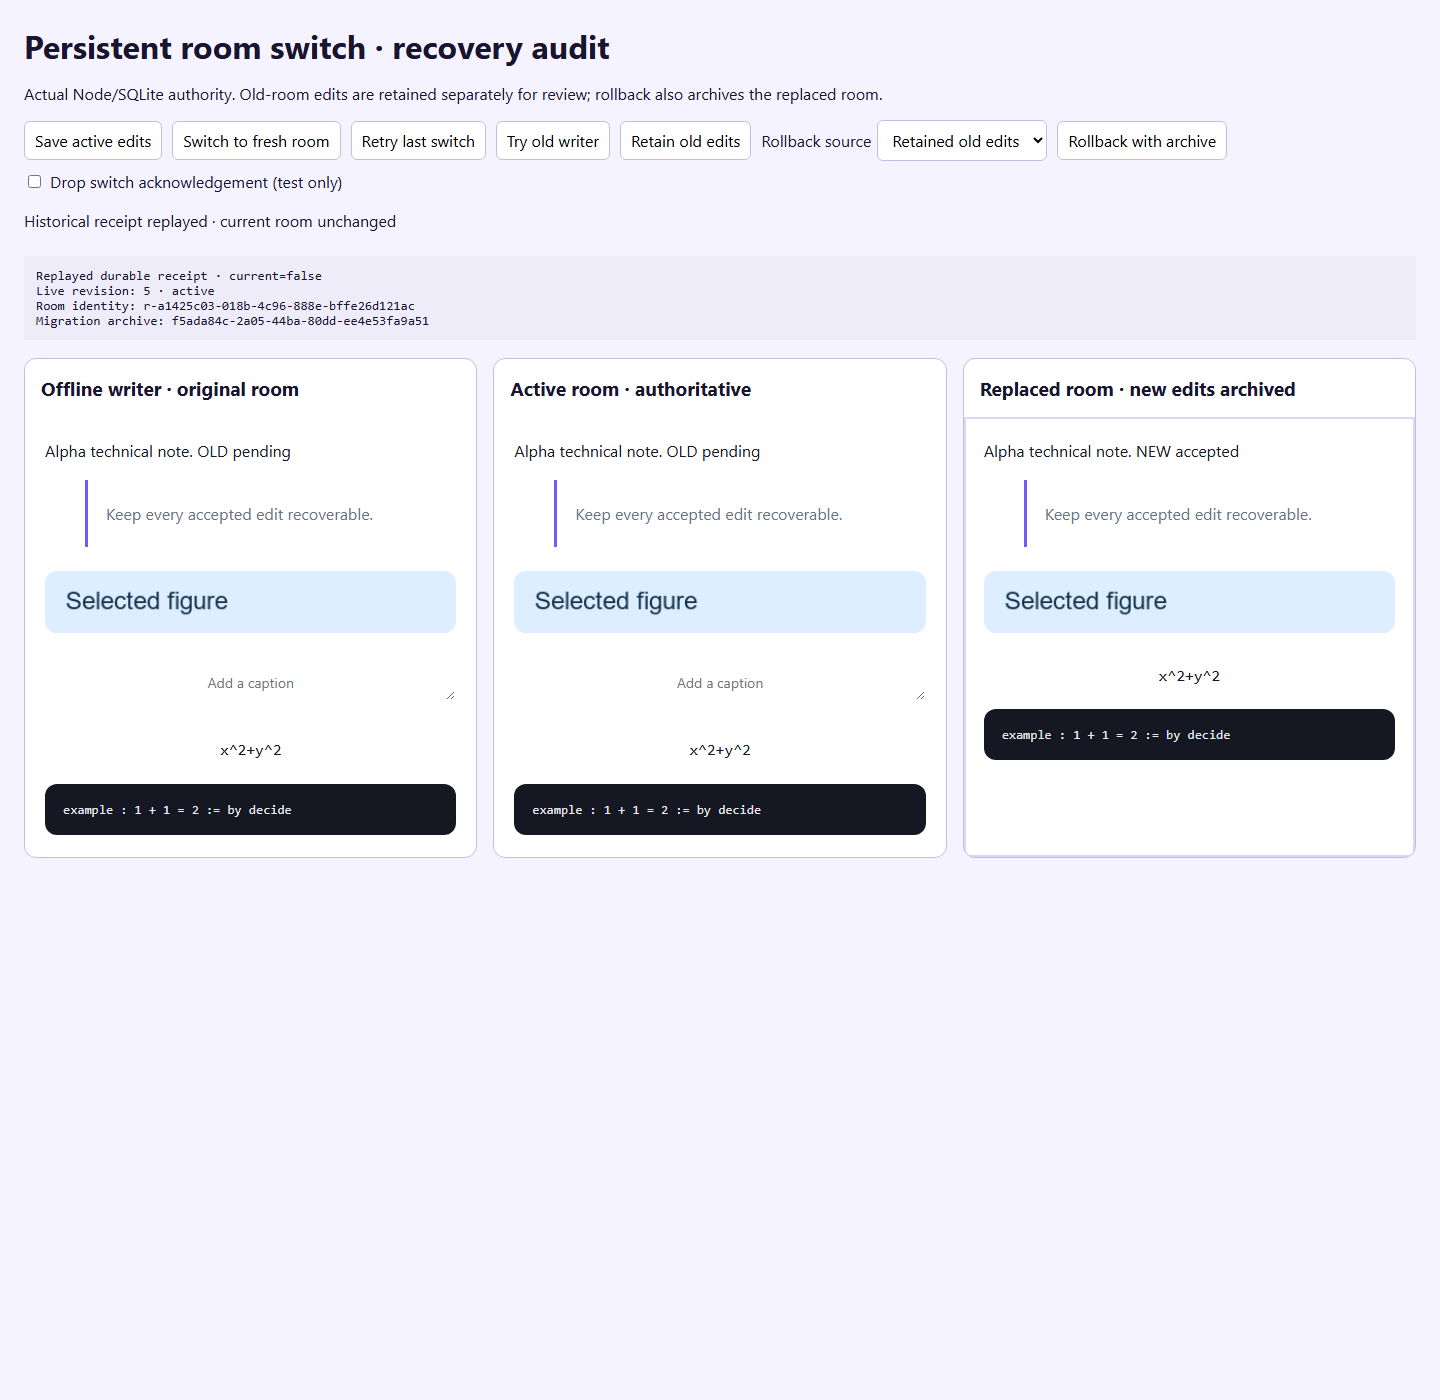 Persistent room switch · recovery audit
Actual Node/SQLite authority. Old-room edits are retained separately for review; rollback also archives the replaced room.
Save active edits Switch to fresh room Retry last switch Try old writer Retain old edits Rollback source Retained old edits Rollback with archive
Drop switch acknowledgement (test only)
Historical receipt replayed · current room unchanged
Replayed durable receipt · current=false
Live revision: 5 · active
Room identity: r-a1425c03-018b-4c96-888e-bffe26d121ac
Migration archive: f5ada84c-2a05-44ba-80dd-ee4e53fa9a51
Offline writer · original room
Alpha technical note. OLD pending
Keep every accepted edit recoverable.
Selected figure
Add a caption
x^2+y^2
example : 1 + 1 = 2 := by decide
Active room · authoritative
Alpha technical note. OLD pending
Keep every accepted edit recoverable.
Selected figure
Add a caption
x^2+y^2
example : 1 + 1 = 2 := by decide
Replaced room · new edits archived
Alpha technical note. NEW accepted
Keep every accepted edit recoverable.
Selected figure
x^2+y^2
example : 1 + 1 = 2 := by decide